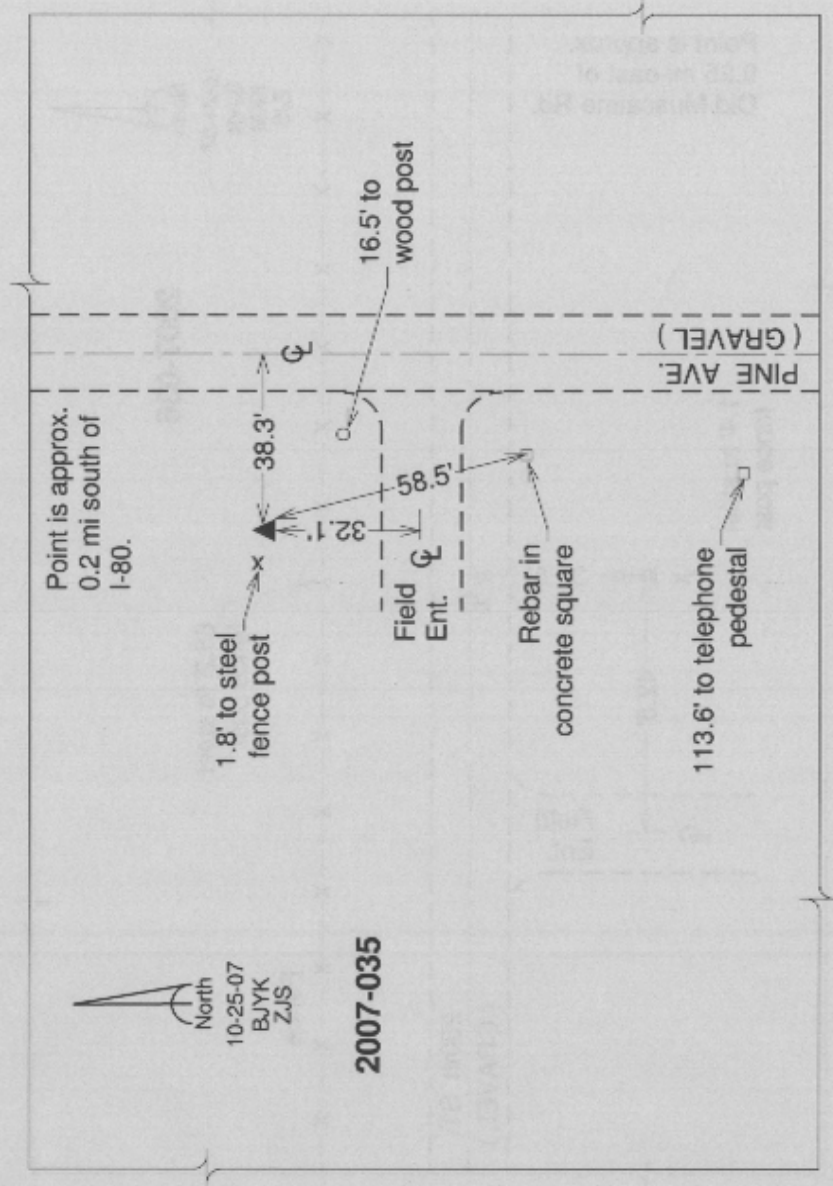 Point is approx.
0.2 mi south of
I-80.
1.8' to steel
fence post
38.3'
CL
16.5' to
wood post
32.1'
58.5'
Field
Ent.
CL
Rebar in
concrete square
113.6' to telephone
pedestal
PINE AVE.
( GRAVEL )
North
10-25-07
BJYK
ZJS
2007-035